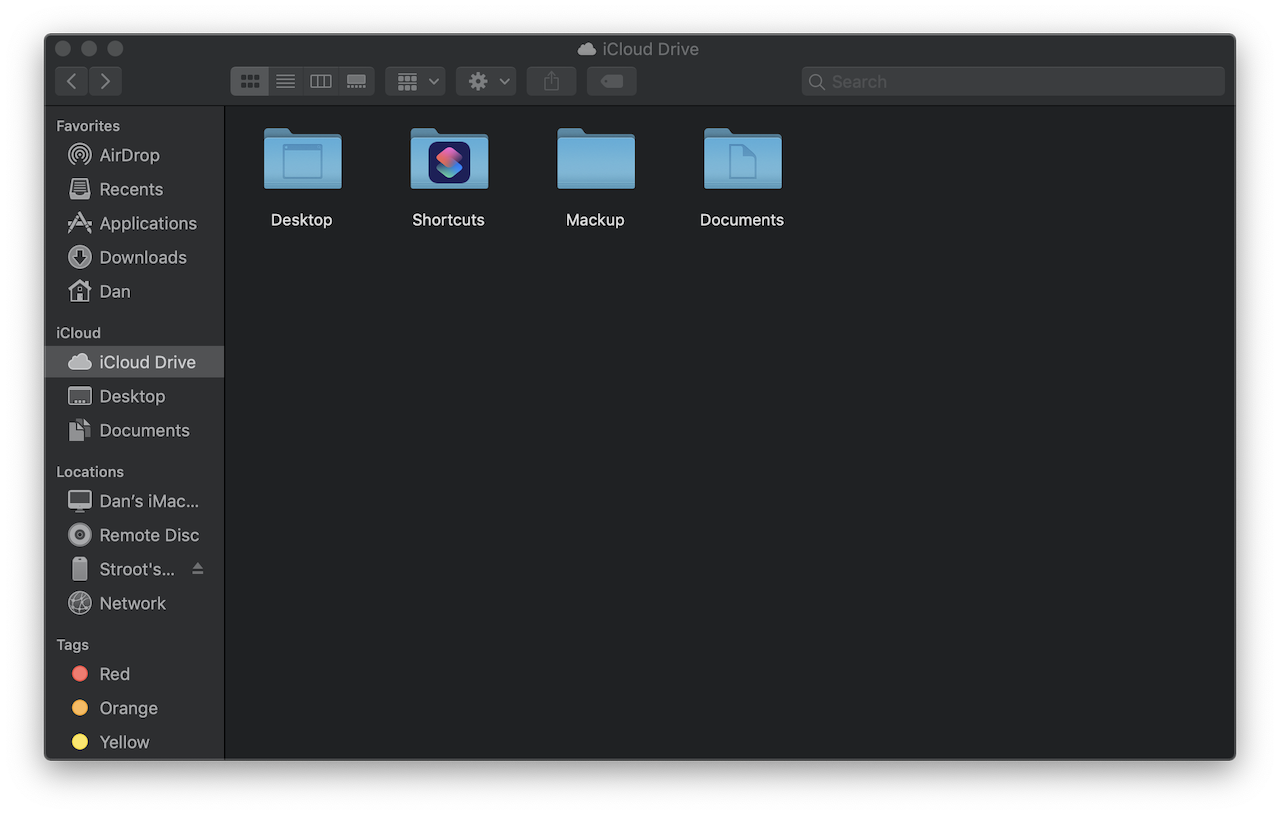 iCloud Drive
Search
Favorites
AirDrop
Recents
Applications
Downloads
Dan
iCloud
iCloud Drive
Desktop
Documents
Locations
Dan’s iMac...
Remote Disc
Stroot's...
Network
Tags
Red
Orange
Yellow
Desktop
Shortcuts
Mackup
Documents